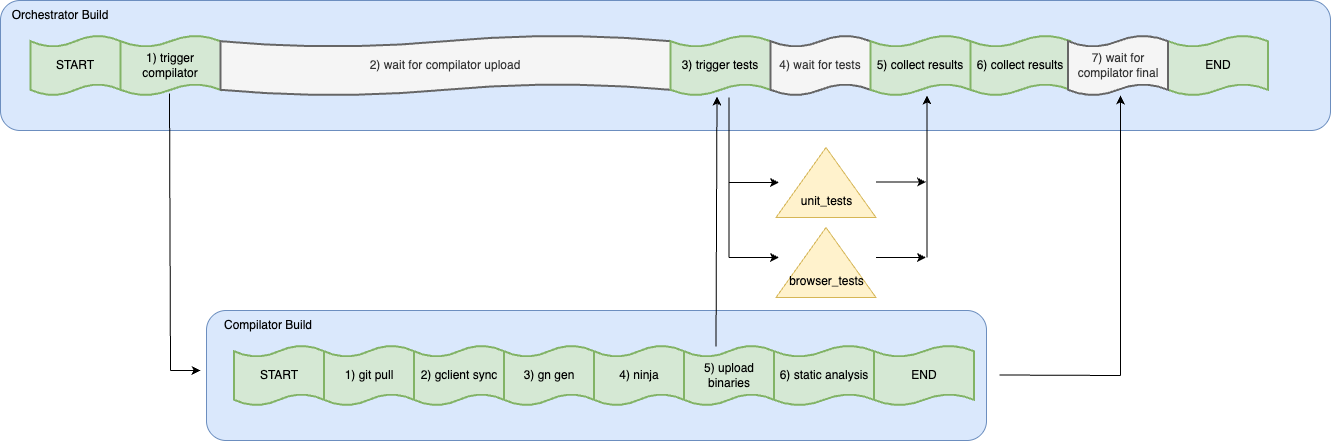 Orchestrator Build
START
1) trigger
compilator
2) wait for compilator upload
3) trigger tests
4) wait for tests
5) collect results
6) collect results
7) wait for
compilator final
END
unit_tests
browser_tests
Compilator Build
START
1) git pull
2) gclient sync
3) gn gen
4) ninja
5) upload
binaries
6) static analysis
END